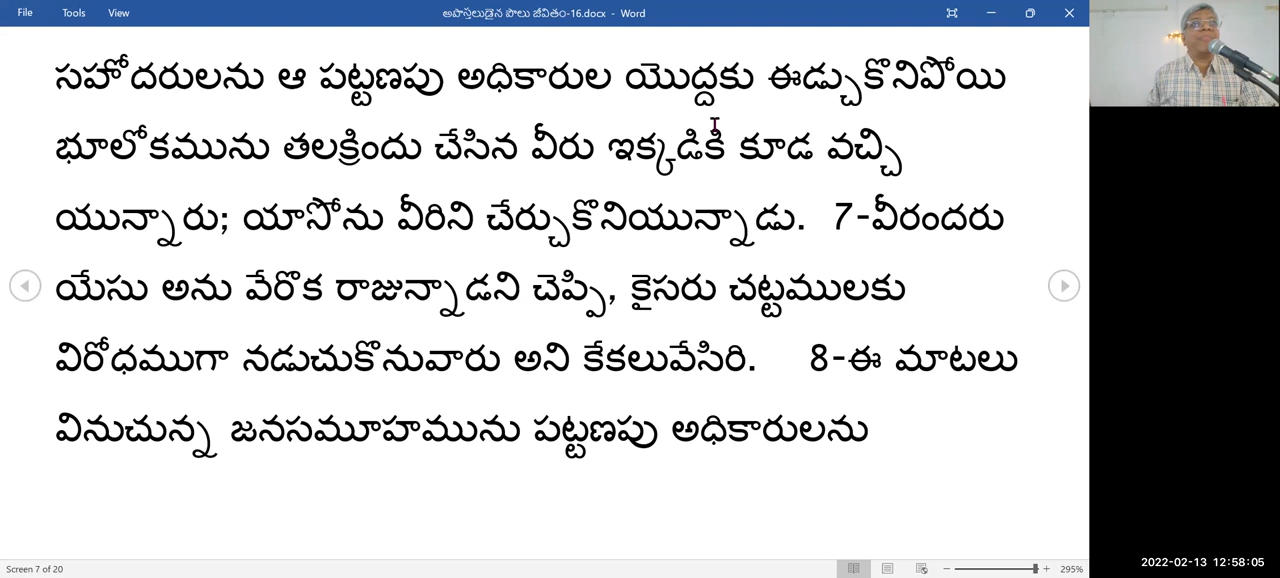 File Tools View అపొస్తలుడైన పౌలు జీవితం-16.docx - Word
సహోదరులను ఆ పట్టణపు అధికారుల యొద్దకు ఈడ్చుకొనిపోయి
భూలోకమును తలక్రిందు చేసిన వీరు ఇక్కడికి కూడ వచ్చి
యున్నారు; యాసోను వీరిని చేర్చుకొనియున్నాడు. 7-వీరందరు
యేసు అను వేరొక రాజున్నాడని చెప్పి, కైసరు చట్టములకు
విరోధముగా నడుచుకొనువారు అని కేకలువేసిరి. 8-ఈ మాటలు
వినుచున్న జనసమూహమును పట్టణపు అధికారులను
Screen 7 of 20 295%
2022-02-13 12:58:05